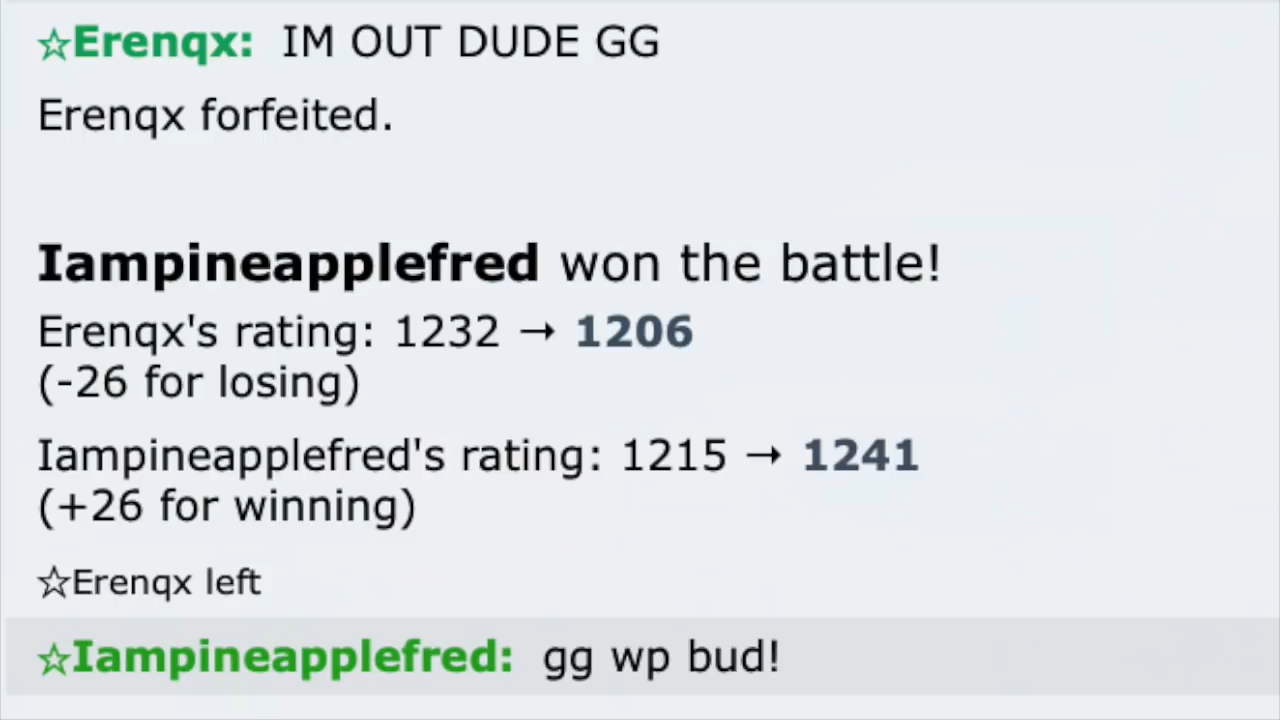 ☆Erenqx: IM OUT DUDE GG
Erenqx forfeited.
Iampineapplefred won the battle!
Erenqx's rating: 1232 → 1206
(-26 for losing)
Iampineapplefred's rating: 1215 → 1241
(+26 for winning)
☆Erenqx left
☆Iampineapplefred: gg wp bud!